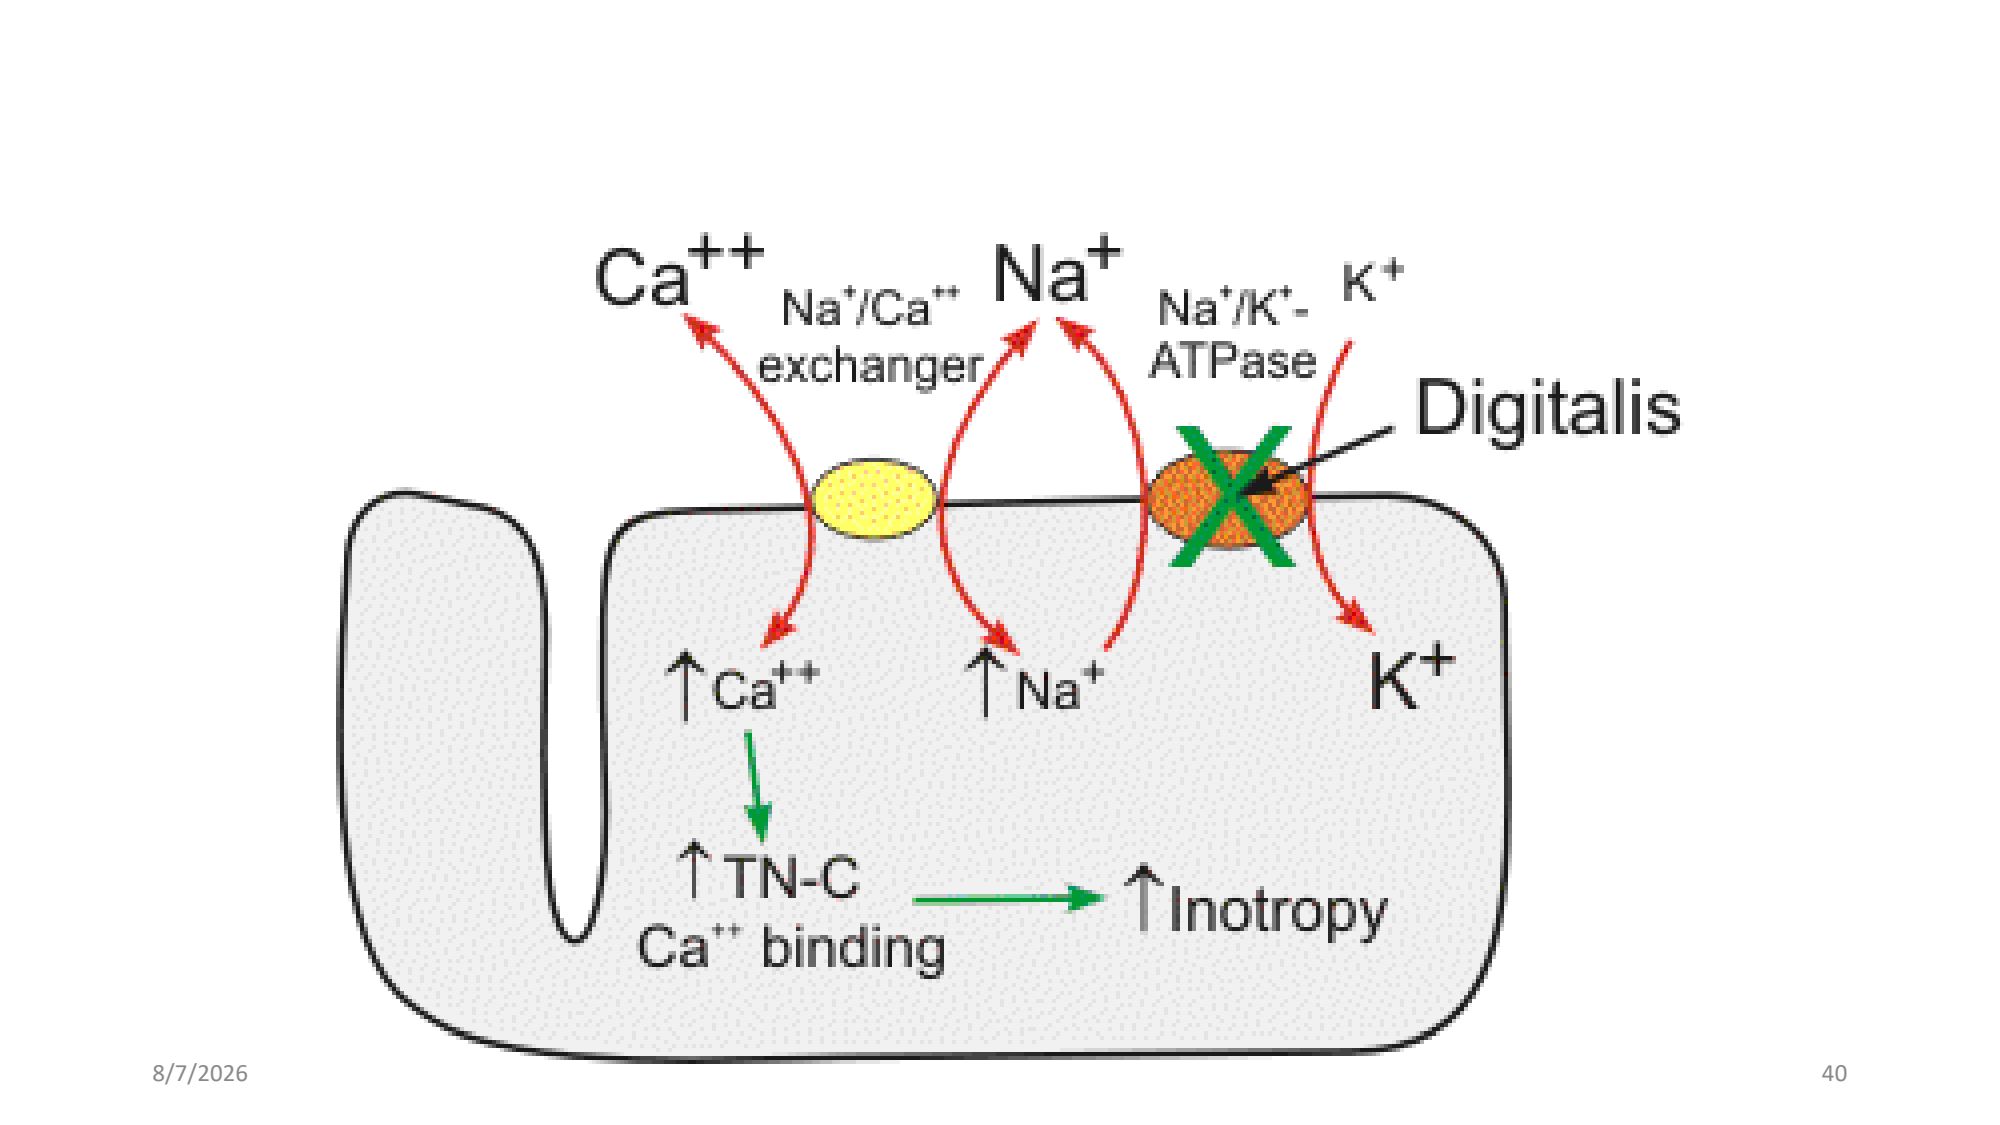 Ca⁺⁺
Na⁺/Ca⁺⁺
exchanger
Na⁺
Na⁺/K⁺-
ATPase
K⁺
Digitalis
↑Ca⁺⁺
↑Na⁺
K⁺
↑TN-C
Ca⁺⁺ binding
↑Inotropy
8/7/2026
40